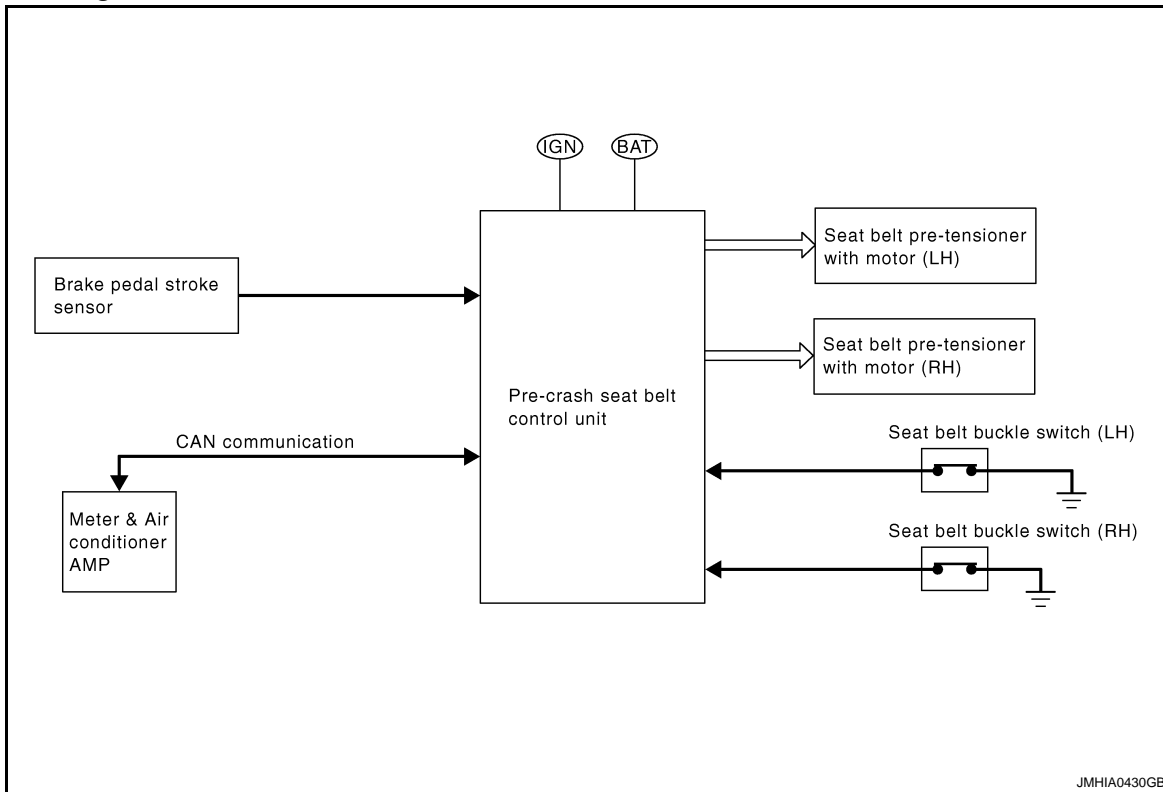 IGN
BAT
Brake pedal stroke
sensor
CAN communication
Meter & Air
conditioner
AMP
Pre-crash seat belt
control unit
Seat belt pre-tensioner
with motor (LH)
Seat belt pre-tensioner
with motor (RH)
Seat belt buckle switch (LH)
Seat belt buckle switch (RH)
JMHIA0430GB